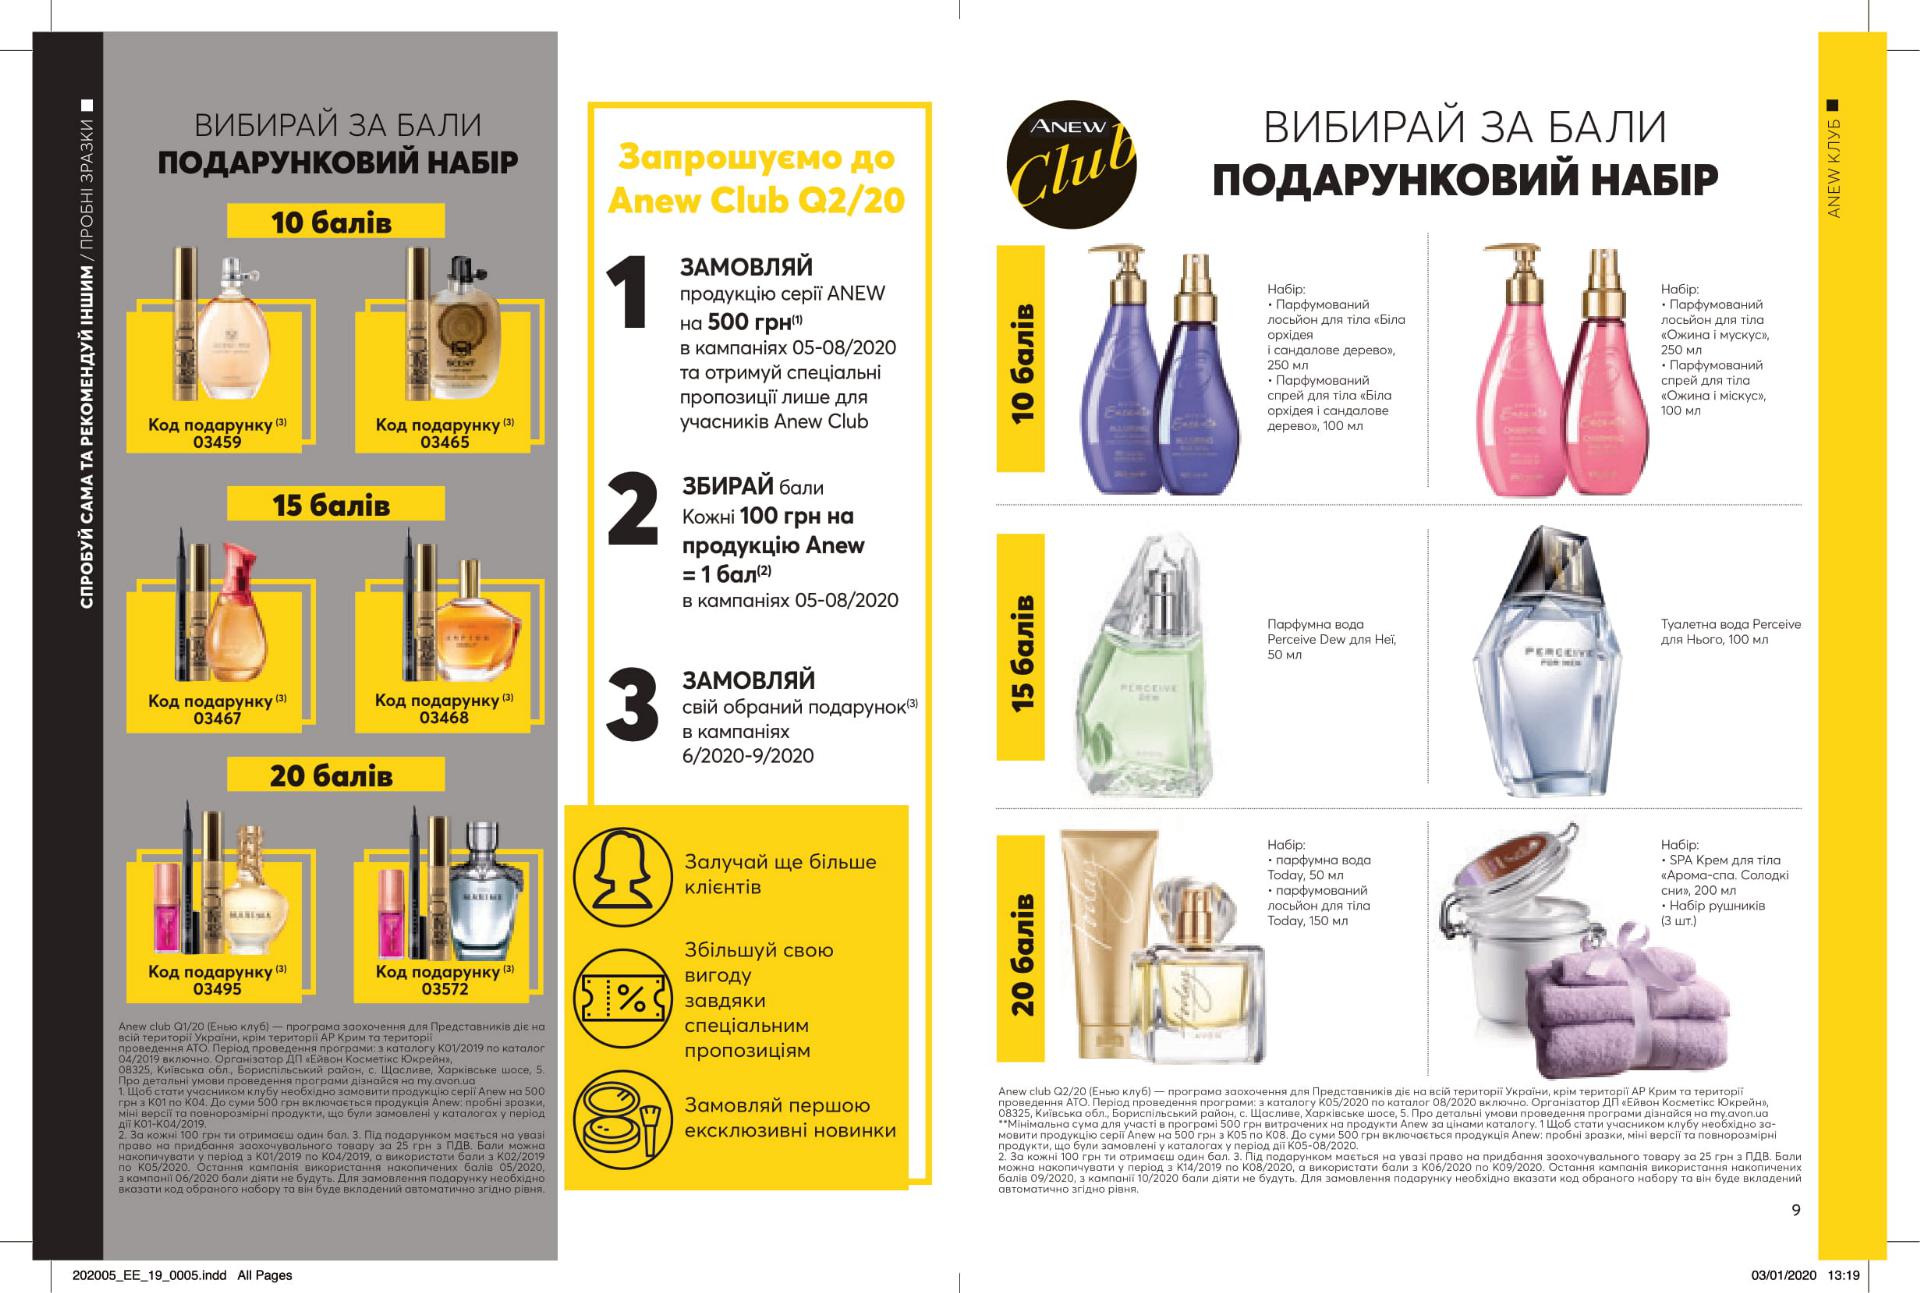 СПРОБУЙ САМА ТА РЕКОМЕНДУЙ ІНШИМ / ПРОБНІ ЗРАЗКИ
ВИБИРАЙ ЗА БАЛИ
ПОДАРУНКОВИЙ НАБІР
10 балів
Код подарунку (3)
03459
Код подарунку (3)
03465
15 балів
Код подарунку (3)
03467
Код подарунку (3)
03468
20 балів
Код подарунку (3)
03495
Код подарунку (3)
03572
Anew club Q1/20 (Енью клуб) — програма заохочення для Представників діє на
всій території України, крім території АР Крим та території
проведення АТО. Період проведення програми: з каталогу К01/2019 по каталог
04/2019 включно. Організатор ДП «Ейвон Косметікс Юкрейн»,
08325, Київська обл., Бориспільський район, с. Щасливе, Харківське шосе, 5.
Про детальні умови проведення програми дізнайся на my.avon.ua
1. Щоб стати учасником клубу необхідно замовити продукцію серії Anew на 500
грн з К01 по К04. До суми 500 грн включається продукція Anew: пробні зразки,
міні версії та повнорозмірні продукти, що були замовлені у каталогах у період
дії К01-К04/2019.
2. За кожні 100 грн ти отримаєш один бал. 3. Під подарунком мається на увазі
право на придбання заохочувального товару за 25 грн з ПДВ. Бали можна
накопичувати у період з К01/2019 по К04/2019, а використати бали з К02/2019
по К05/2020. Остання кампанія використання накопичених балів 05/2020,
з кампанії 06/2020 бали діяти не будуть. Для замовлення подарунку необхідно
вказати код обраного набору та він буде вкладений автоматично згідно рівня.
Запрошуємо до
Anew Club Q2/20
1
ЗАМОВЛЯЙ
продукцію серії ANEW
на 500 грн(1)
в кампаніях 05-08/2020
та отримуй спеціальні
пропозиції лише для
учасників Anew Club
2
ЗБИРАЙ бали
Кожні 100 грн на
продукцію Anew
= 1 бал(2)
в кампаніях 05-08/2020
3
ЗАМОВЛЯЙ
свій обраний подарунок(3)
в кампаніях
6/2020-9/2020
Залучай ще більше
клієнтів
%
Збільшуй свою
вигоду
завдяки
спеціальним
пропозиціям
Замовляй першою
ексклюзивні новинки
ANEW
Club
ВИБИРАЙ ЗА БАЛИ
ПОДАРУНКОВИЙ НАБІР
ANEW КЛУБ
10 балів
Набір:
• Парфумований
лосьйон для тіла «Біла
орхідея
і сандалове дерево»,
250 мл
• Парфумований
спрей для тіла «Біла
орхідея і сандалове
дерево», 100 мл
Набір:
• Парфумований
лосьйон для тіла
«Ожина і мускус»,
250 мл
• Парфумований
спрей для тіла
«Ожина і міскус»,
100 мл
15 балів
PERCEIVE
DEW
Парфумна вода
Perceive Dew для Неї,
50 мл
PERCEIVE
FOR MEN
Туалетна вода Perceive
для Нього, 100 мл
20 балів
today
today
Набір:
• парфумна вода
Today, 50 мл
• парфумований
лосьйон для тіла
Today, 150 мл
Набір:
• SPA Крем для тіла
«Арома-спа. Солодкі
сни», 200 мл
• Набір рушників
(3 шт.)
Anew club Q2/20 (Енью клуб) — програма заохочення для Представників діє на всій території України, крім території АР Крим та території
проведення АТО. Період проведення програми: з каталогу К05/2020 по каталог 08/2020 включно. Організатор ДП «Ейвон Косметікс Юкрейн»,
08325, Київська обл., Бориспільський район, с. Щасливе, Харківське шосе, 5. Про детальні умови проведення програми дізнайся на my.avon.ua
**Мінімальна сума для участі в програмі 500 грн витрачених на продукти Anew за цінами каталогу. 1 Щоб стати учасником клубу необхідно за-
мовити продукцію серії Anew на 500 грн з К05 по К08. До суми 500 грн включається продукція Anew: пробні зразки, міні версії та повнорозмірні
продукти, що були замовлені у каталогах у період дії К05-08/2020.
2. За кожні 100 грн ти отримаєш один бал. 3. Під подарунком мається на увазі право на придбання заохочувального товару за 25 грн з ПДВ. Бали
можна накопичувати у період з К14/2019 по К08/2020, а використати бали з К06/2020 по К09/2020. Остання кампанія використання накопичених
балів 09/2020, з кампанії 10/2020 бали діяти не будуть. Для замовлення подарунку необхідно вказати код обраного набору та він буде вкладений
автоматично згідно рівня.
9
202005_EE_19_0005.indd All Pages
03/01/2020 13:19